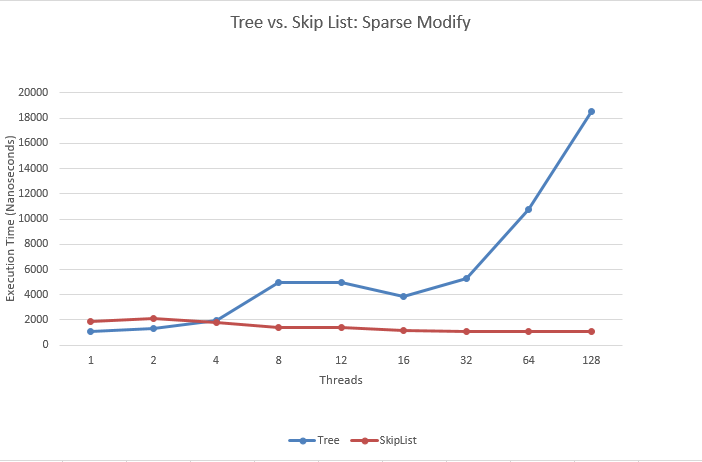 Tree vs. Skip List: Sparse Modify
Execution Time (Nanoseconds)
20000
18000
16000
14000
12000
10000
8000
6000
4000
2000
0
1 2 4 8 12 16 32 64 128
Threads
Tree SkipList